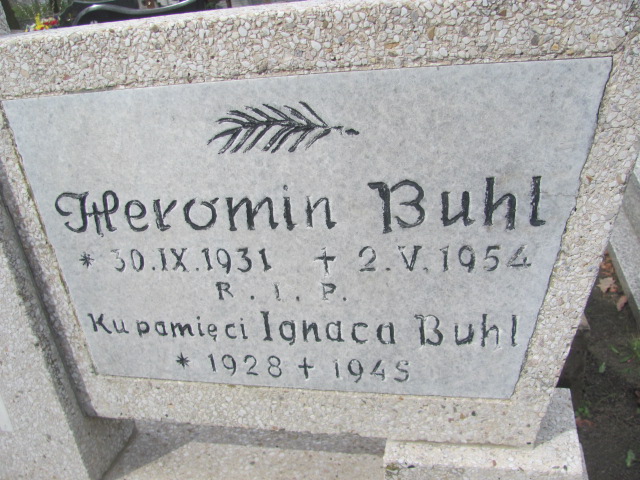 Heromin Buhl
* 30.IX.1931 + 2.V.1954
R.I.P.
Ku pamięci Ignaca Buhl
* 1928 + 1945